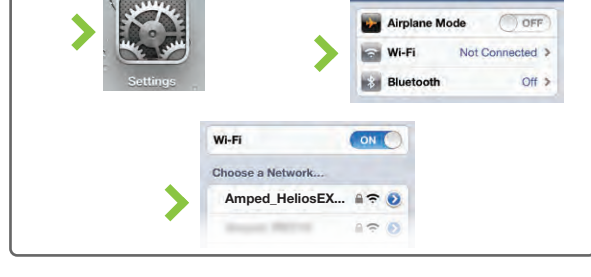 Settings
Airplane Mode OFF
Wi-Fi Not Connected
Bluetooth Off
Wi-Fi ON
Choose a Network...
Amped_HeliosEX...